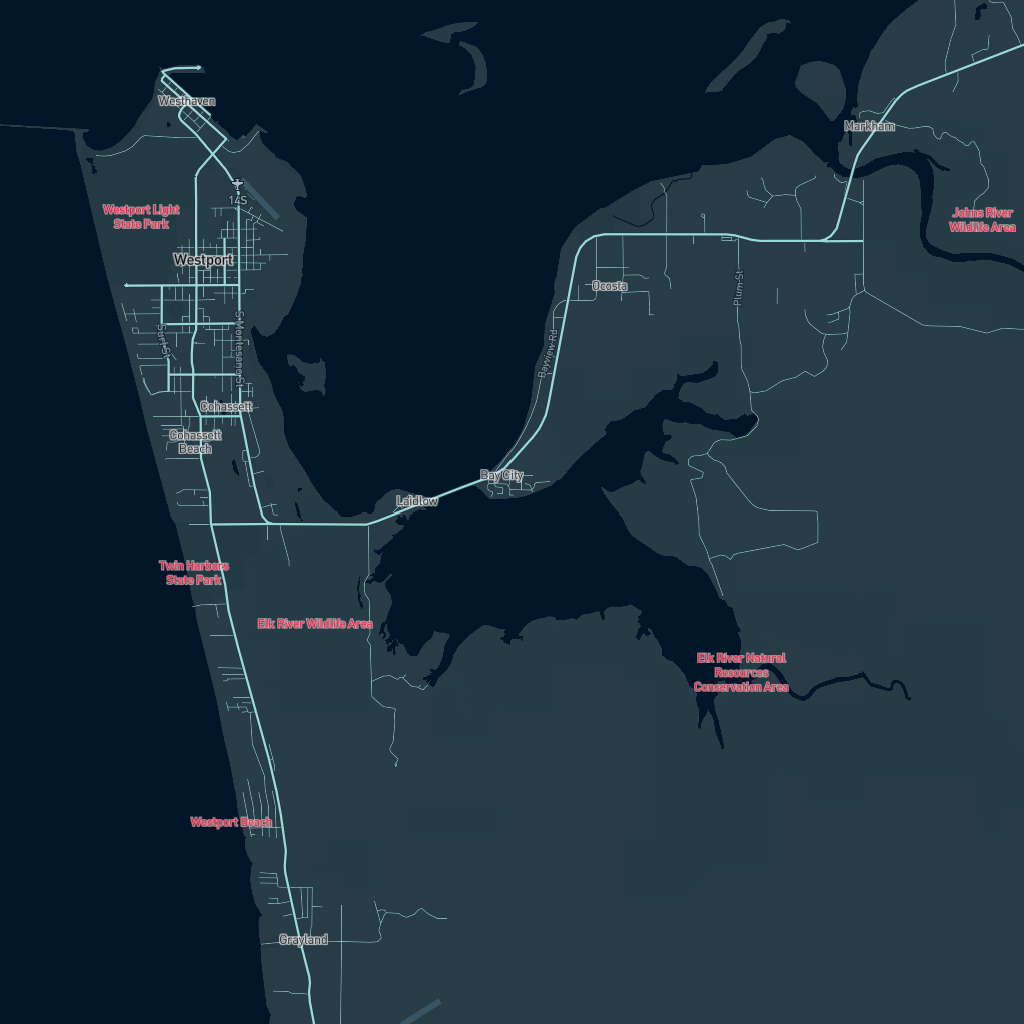 Westhaven
Markham
14S
Westport Light
State Park
Johns River
Wildlife Area
Westport
Ocosta
Plum St
S Montesano St
Surf St
Bayview Rd
Cohassett
Cohassett
Beach
Bay City
Laidlow
Twin Harbors
State Park
Elk River Wildlife Area
Elk River Natural
Resources
Conservation Area
Westport Beach
Grayland